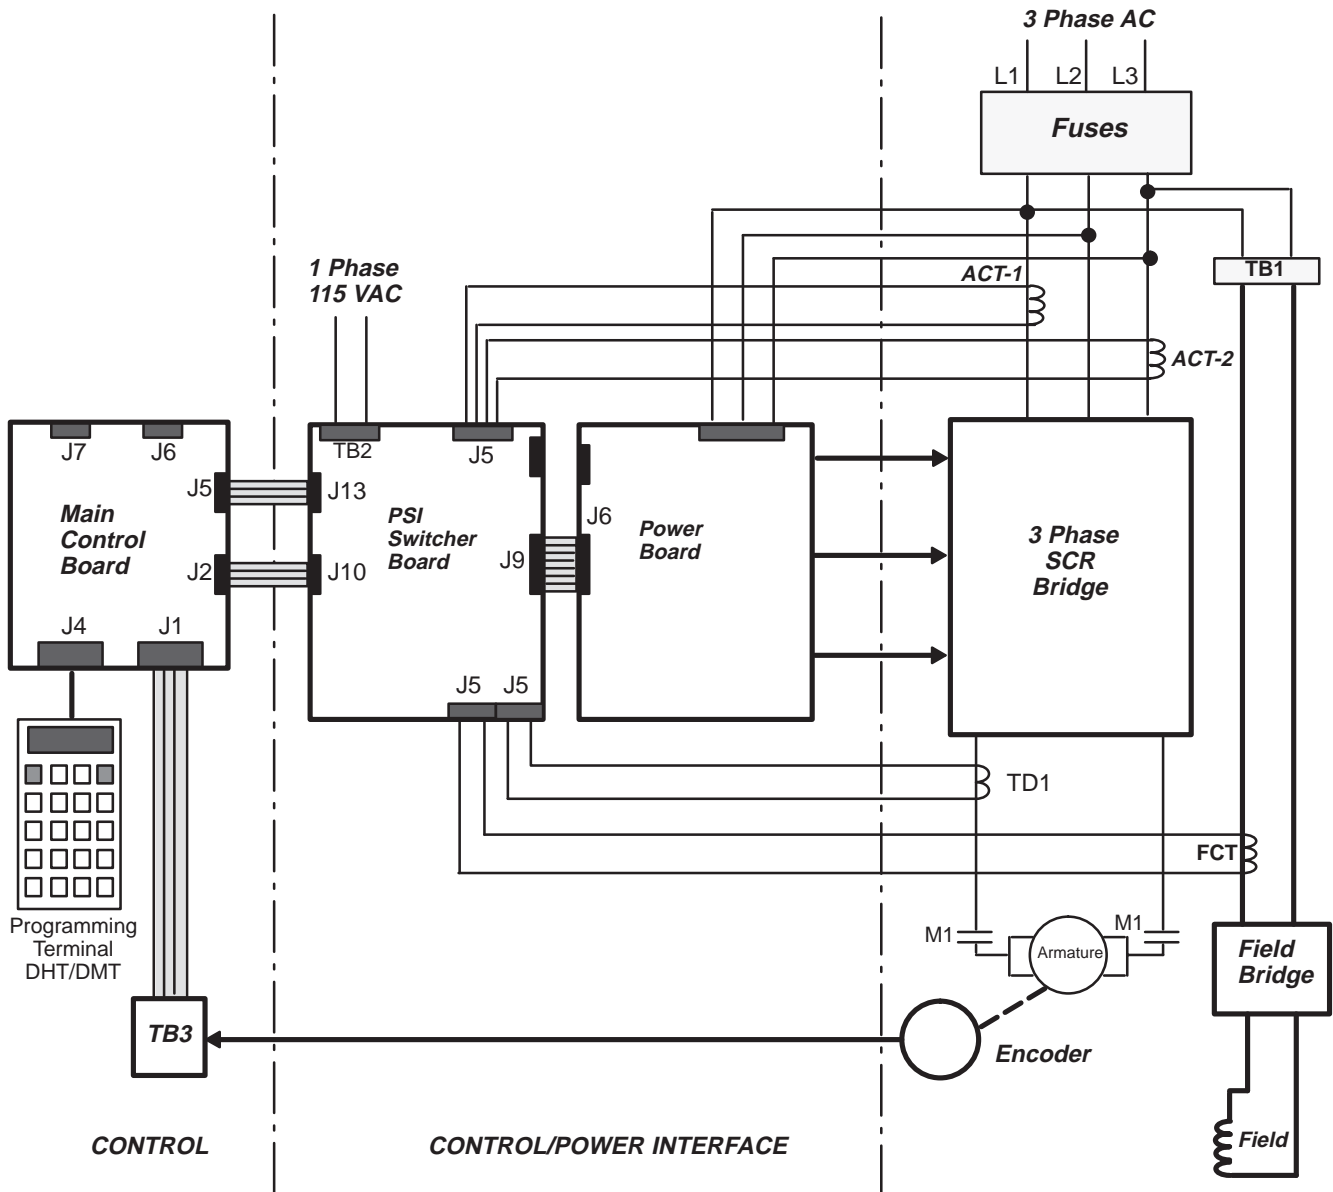 3 Phase AC
L1
L2
L3
Fuses
TB1
1 Phase
115 VAC
ACT-1
ACT-2
J7
J6
J5
J2
Main
Control
Board
J4
J1
TB2
J5
J13
J10
PSI
Switcher
Board
J9
J5
J5
J6
Power
Board
3 Phase
SCR
Bridge
TD1
FCT
Programming
Terminal
DHT/DMT
M1
Armature
M1
Field
Bridge
TB3
Encoder
Field
CONTROL
CONTROL/POWER INTERFACE